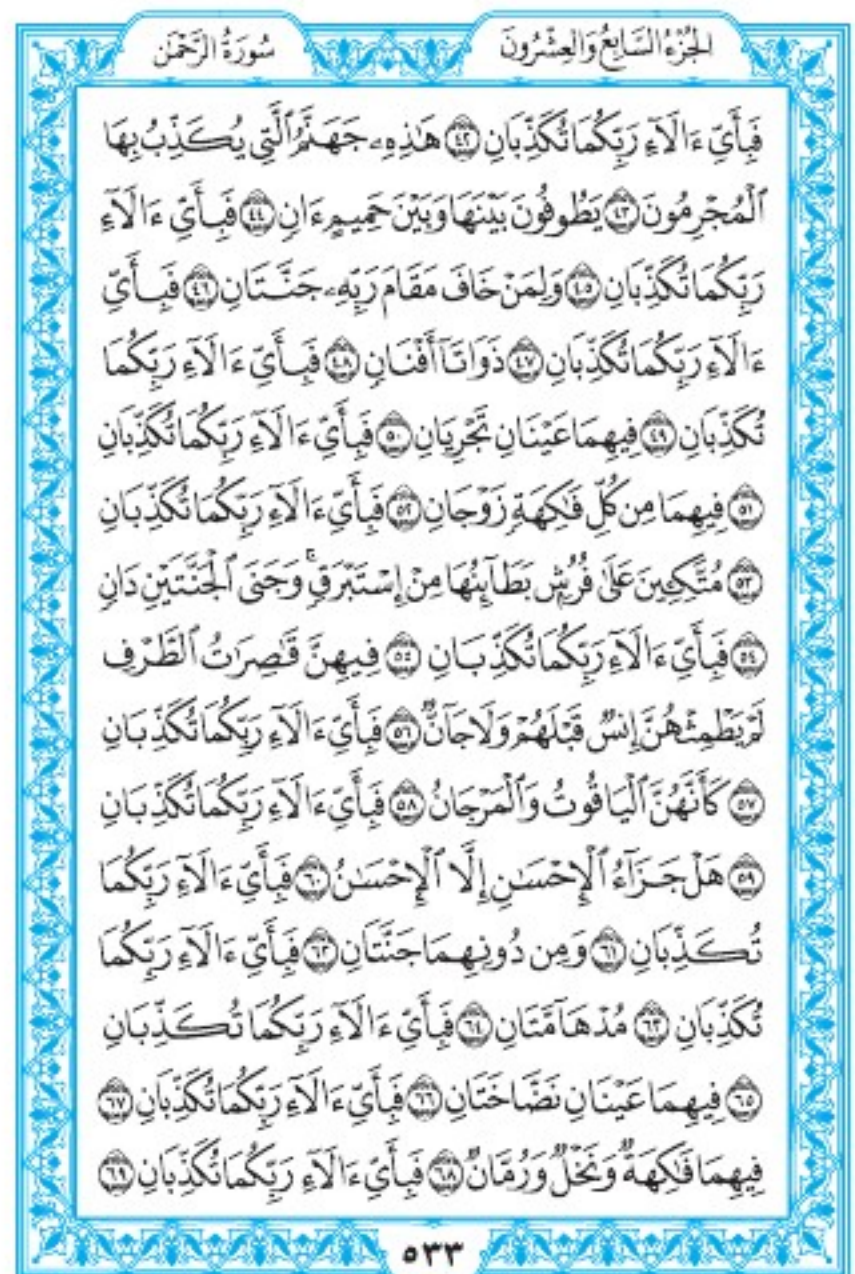 الجُزْءُ السَّابِعُ وَالعِشْرُونَ
سُورَةُ الرَّحْمَٰن
فَبِأَيِّ ءَالَآءِ رَبِّكُمَا تُكَذِّبَانِ ٤٢ هَٰذِهِۦ جَهَنَّمُ ٱلَّتِي يُكَذِّبُ بِهَا
ٱلْمُجْرِمُونَ ٤٣ يَطُوفُونَ بَيْنَهَا وَبَيْنَ حَمِيمٍ ءَانٍ ٤٤ فَبِأَيِّ ءَالَآءِ
رَبِّكُمَا تُكَذِّبَانِ ٤٥ وَلِمَنْ خَافَ مَقَامَ رَبِّهِۦ جَنَّتَانِ ٤٦ فَبِأَيِّ
ءَالَآءِ رَبِّكُمَا تُكَذِّبَانِ ٤٧ ذَوَاتَآ أَفْنَانٍ ٤٨ فَبِأَيِّ ءَالَآءِ رَبِّكُمَا
تُكَذِّبَانِ ٤٩ فِيهِمَا عَيْنَانِ تَجْرِيَانِ ٥٠ فَبِأَيِّ ءَالَآءِ رَبِّكُمَا تُكَذِّبَانِ
٥١ فِيهِمَا مِن كُلِّ فَٰكِهَةٍ زَوْجَانِ ٥٢ فَبِأَيِّ ءَالَآءِ رَبِّكُمَا تُكَذِّبَانِ
٥٣ مُتَّكِـِٔينَ عَلَىٰ فُرُشٍۭ بَطَآئِنُهَا مِنْ إِسْتَبْرَقٍۚ وَجَنَى ٱلْجَنَّتَيْنِ دَانٍ
٥٤ فَبِأَيِّ ءَالَآءِ رَبِّكُمَا تُكَذِّبَانِ ٥٥ فِيهِنَّ قَٰصِرَٰتُ ٱلطَّرْفِ
لَمْ يَطْمِثْهُنَّ إِنسٌ قَبْلَهُمْ وَلَا جَآنٌّ ٥٦ فَبِأَيِّ ءَالَآءِ رَبِّكُمَا تُكَذِّبَانِ
٥٧ كَأَنَّهُنَّ ٱلْيَاقُوتُ وَٱلْمَرْجَانُ ٥٨ فَبِأَيِّ ءَالَآءِ رَبِّكُمَا تُكَذِّبَانِ
٥٩ هَلْ جَزَآءُ ٱلْإِحْسَٰنِ إِلَّا ٱلْإِحْسَٰنُ ٦٠ فَبِأَيِّ ءَالَآءِ رَبِّكُمَا
تُكَذِّبَانِ ٦١ وَمِن دُونِهِمَا جَنَّتَانِ ٦٢ فَبِأَيِّ ءَالَآءِ رَبِّكُمَا
تُكَذِّبَانِ ٦٣ مُدْهَآمَّتَانِ ٦٤ فَبِأَيِّ ءَالَآءِ رَبِّكُمَا تُكَذِّبَانِ
٦٥ فِيهِمَا عَيْنَانِ نَضَّاخَتَانِ ٦٦ فَبِأَيِّ ءَالَآءِ رَبِّكُمَا تُكَذِّبَانِ ٦٧
فِيهِمَا فَٰكِهَةٌ وَنَخْلٌ وَرُمَّانٌ ٦٨ فَبِأَيِّ ءَالَآءِ رَبِّكُمَا تُكَذِّبَانِ ٦٩
٥٣٣